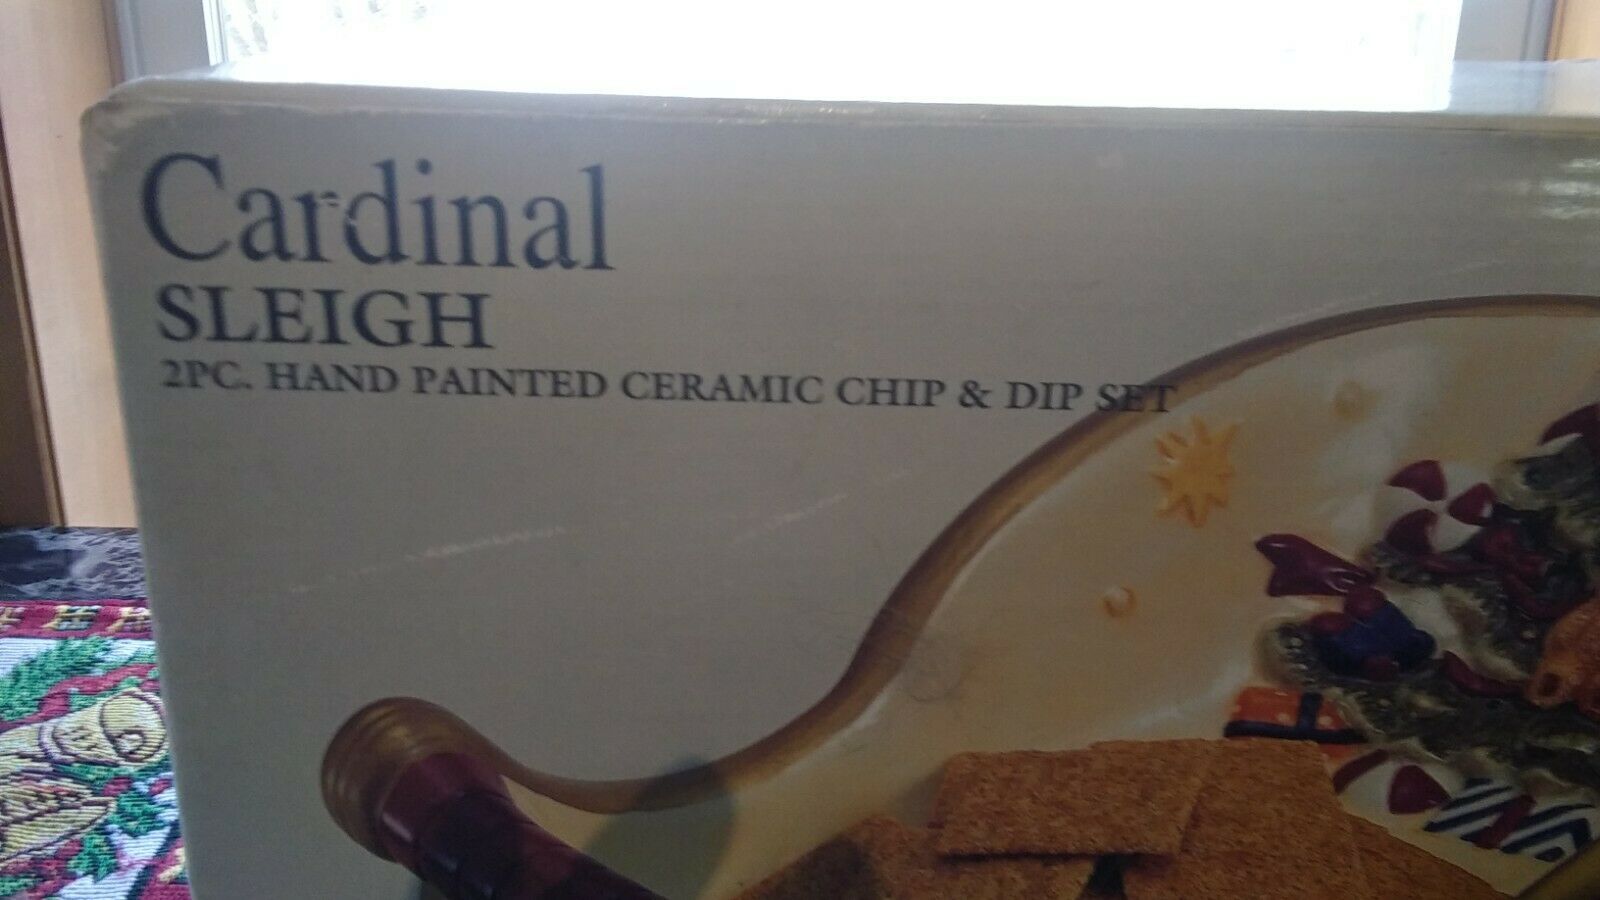 Cardinal
SLEIGH
2PC. HAND PAINTED CERAMIC CHIP & DIP SET